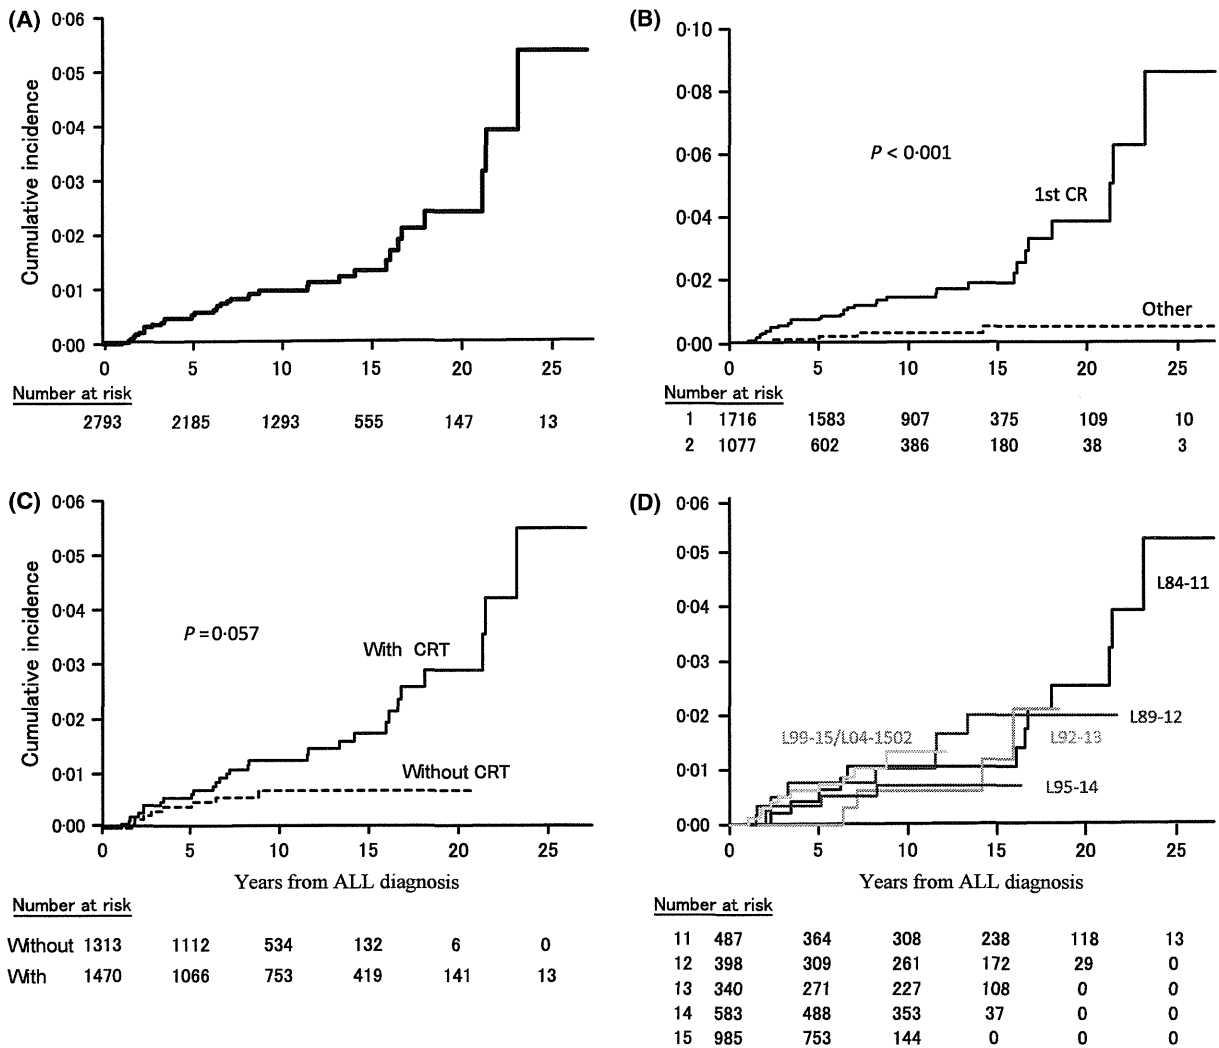 (A)
0·06
0·05
0·04
0·03
0·02
0·01
0·00
Cumulative incidence
0 5 10 15 20 25
Number at risk
2793 2185 1293 555 147 13
(B)
0·10
0·08
0·06
0·04
0·02
0·00
P < 0·001
1st CR
Other
0 5 10 15 20 25
Number at risk
1 1716 1583 907 375 109 10
2 1077 602 386 180 38 3
(C)
0·06
0·05
0·04
0·03
0·02
0·01
0·00
Cumulative incidence
P = 0·057
With CRT
Without CRT
0 5 10 15 20 25
Years from ALL diagnosis
Number at risk
Without 1313 1112 534 132 6 0
With 1470 1066 753 419 141 13
(D)
0·06
0·05
0·04
0·03
0·02
0·01
0·00
L84-11
L89-12
L99-15/L04-1502
L92-13
L95-14
0 5 10 15 20 25
Years from ALL diagnosis
Number at risk
11 487 364 308 238 118 13
12 398 309 261 172 29 0
13 340 271 227 108 0 0
14 583 488 353 37 0 0
15 985 753 144 0 0 0